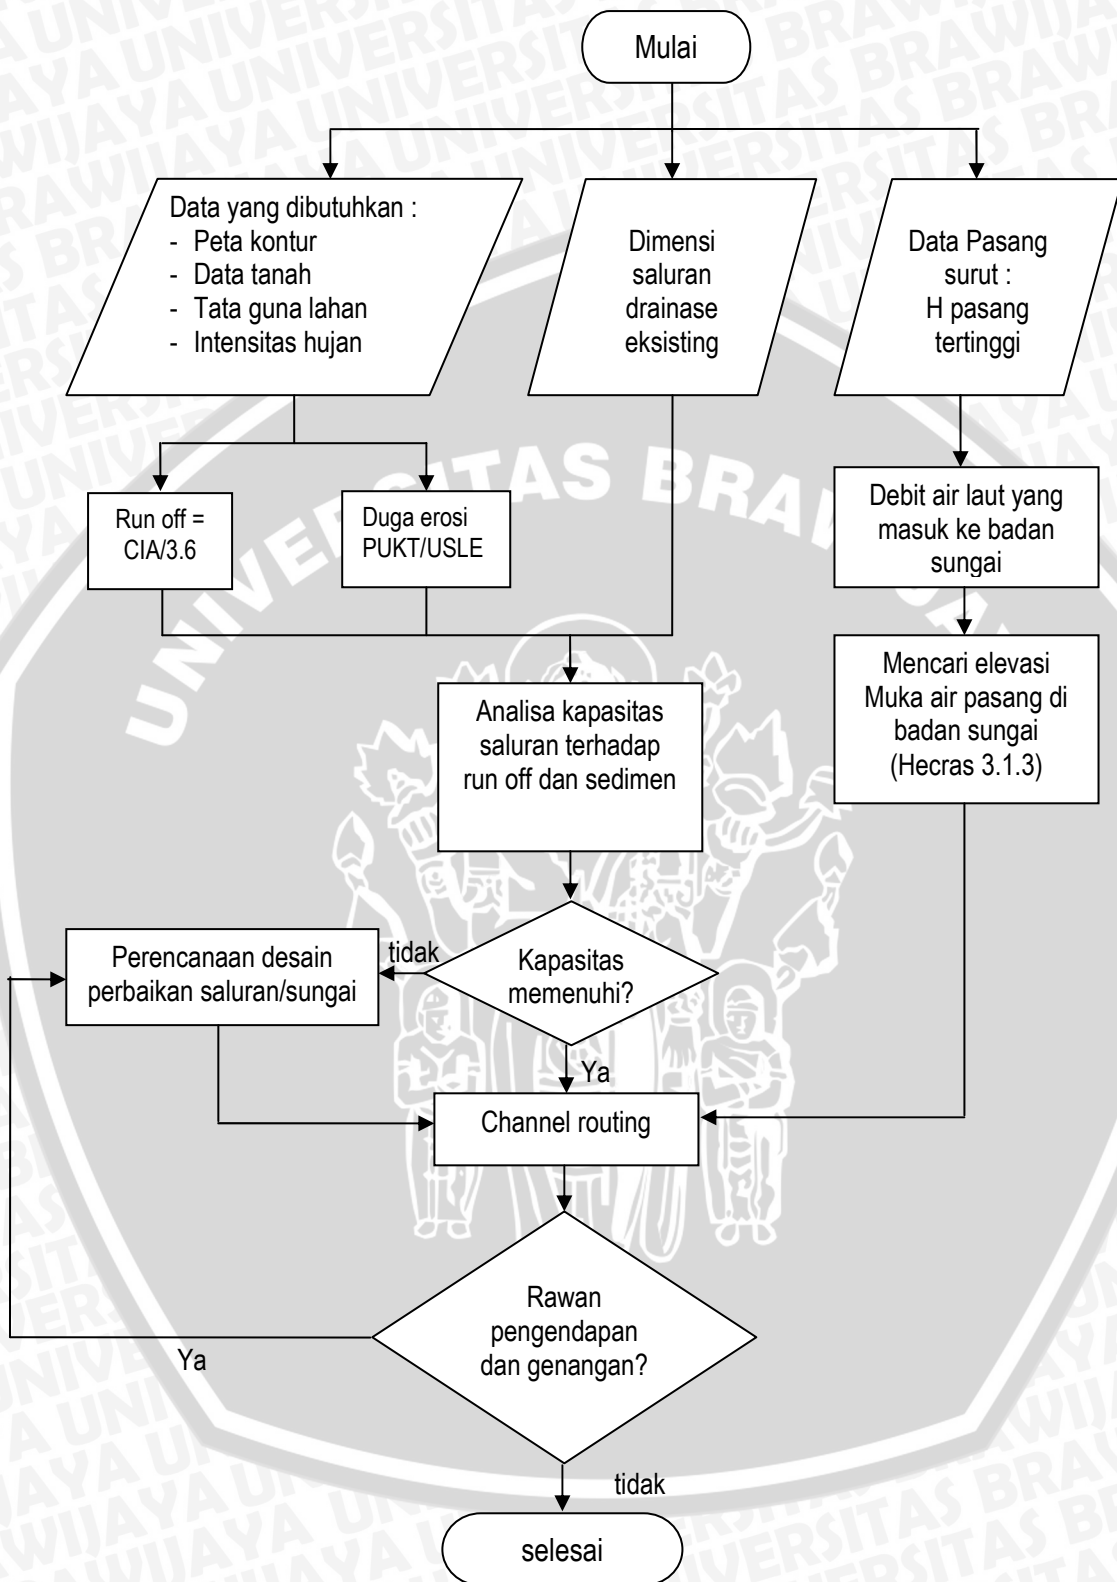 Mulai
Data yang dibutuhkan :
- Peta kontur
- Data tanah
- Tata guna lahan
- Intensitas hujan
Dimensi
saluran
drainase
eksisting
Data Pasang
surut :
H pasang
tertinggi
Run off =
CIA/3.6
Duga erosi
PUKT/USLE
Debit air laut yang
masuk ke badan
sungai
Analisa kapasitas
saluran terhadap
run off dan sedimen
Mencari elevasi
Muka air pasang di
badan sungai
(Hecras 3.1.3)
Perencanaan desain
perbaikan saluran/sungai
tidak
Kapasitas
memenuhi?
Ya
Channel routing
Rawan
pengendapan
dan genangan?
Ya
tidak
selesai
UNIVERSITAS BRAWIJAYA